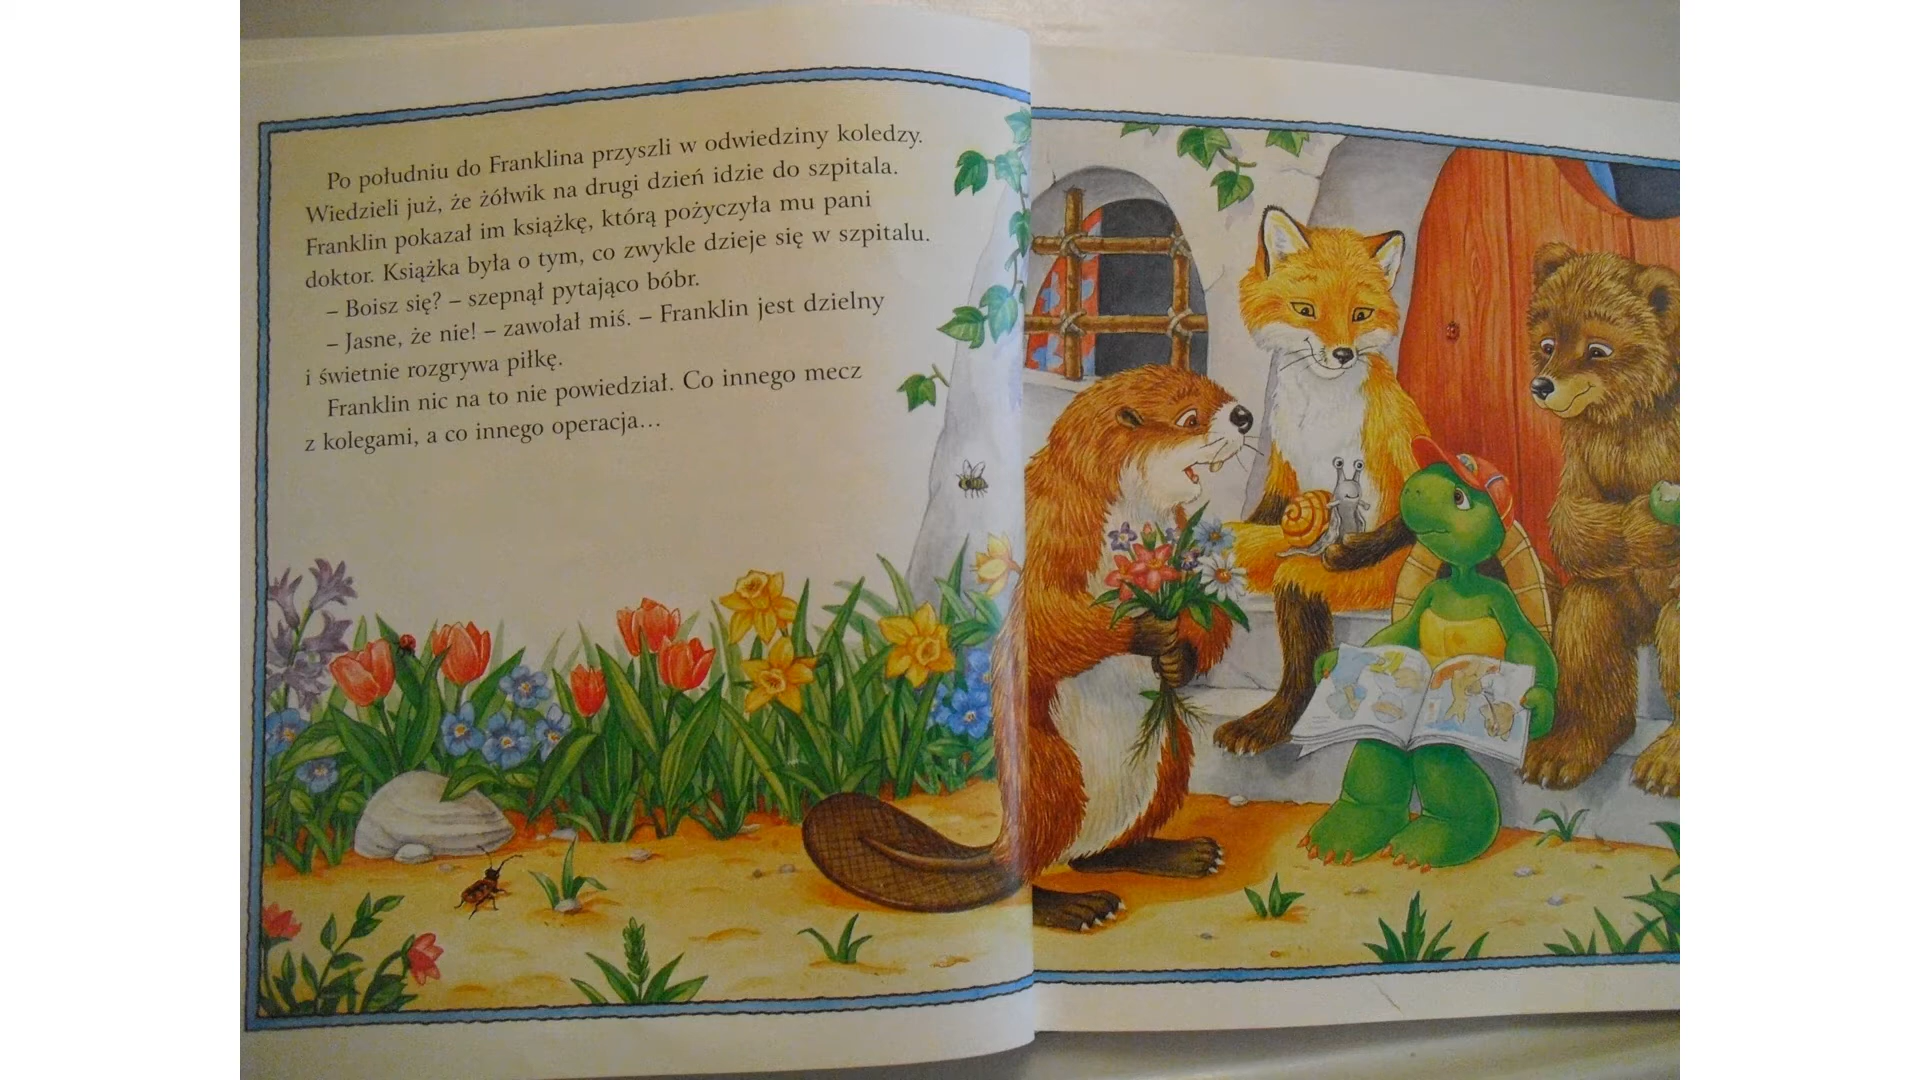 Po południu do Franklina przyszli w odwiedziny koledzy.
Wiedzieli już, że żółwik na drugi dzień idzie do szpitala.
Franklin pokazał im książkę, którą pożyczyła mu pani
doktor. Książka była o tym, co zwykle dzieje się w szpitalu.
– Boisz się? – szepnął pytająco bóbr.
– Jasne, że nie! – zawołał miś. – Franklin jest dzielny
i świetnie rozgrywa piłkę.
Franklin nic na to nie powiedział. Co innego mecz
z kolegami, a co innego operacja…